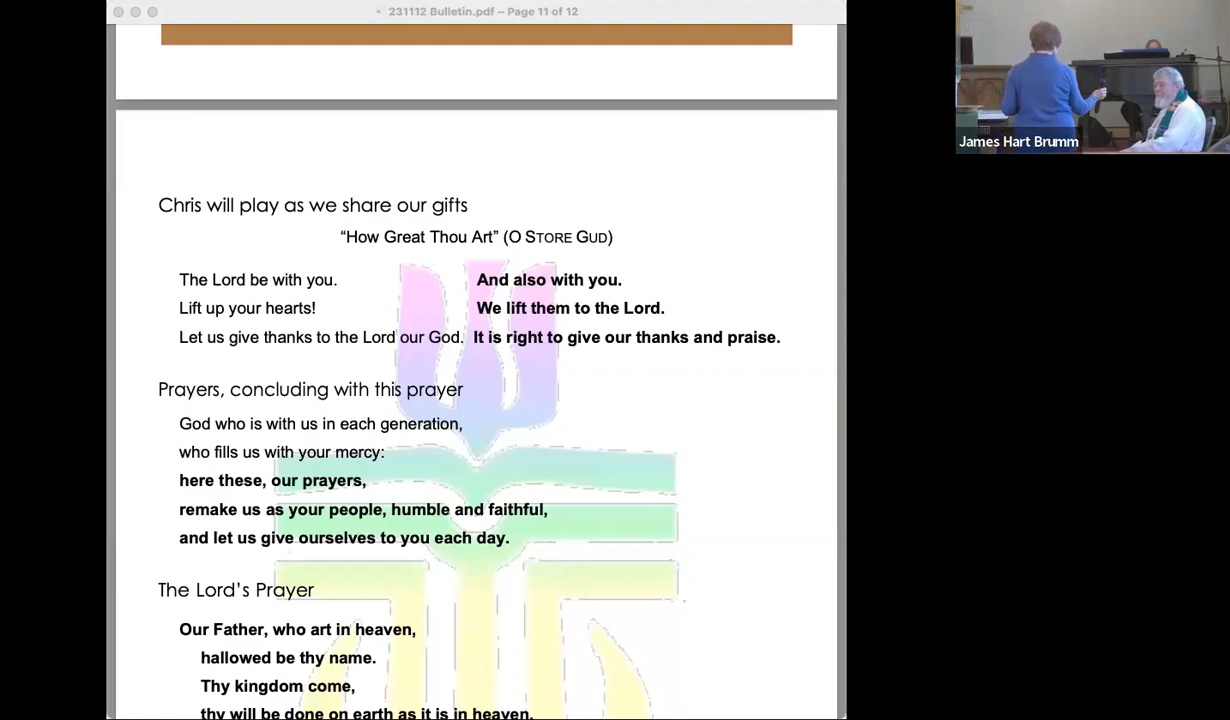 231112 Bulletin.pdf – Page 11 of 12
James Hart Brumm
Chris will play as we share our gifts
“How Great Thou Art” (O STORE GUD)
The Lord be with you. And also with you.
Lift up your hearts! We lift them to the Lord.
Let us give thanks to the Lord our God. It is right to give our thanks and praise.
Prayers, concluding with this prayer
God who is with us in each generation,
who fills us with your mercy:
here these, our prayers,
remake us as your people, humble and faithful,
and let us give ourselves to you each day.
The Lord’s Prayer
Our Father, who art in heaven,
hallowed be thy name.
Thy kingdom come,
thy will be done on earth as it is in heaven,